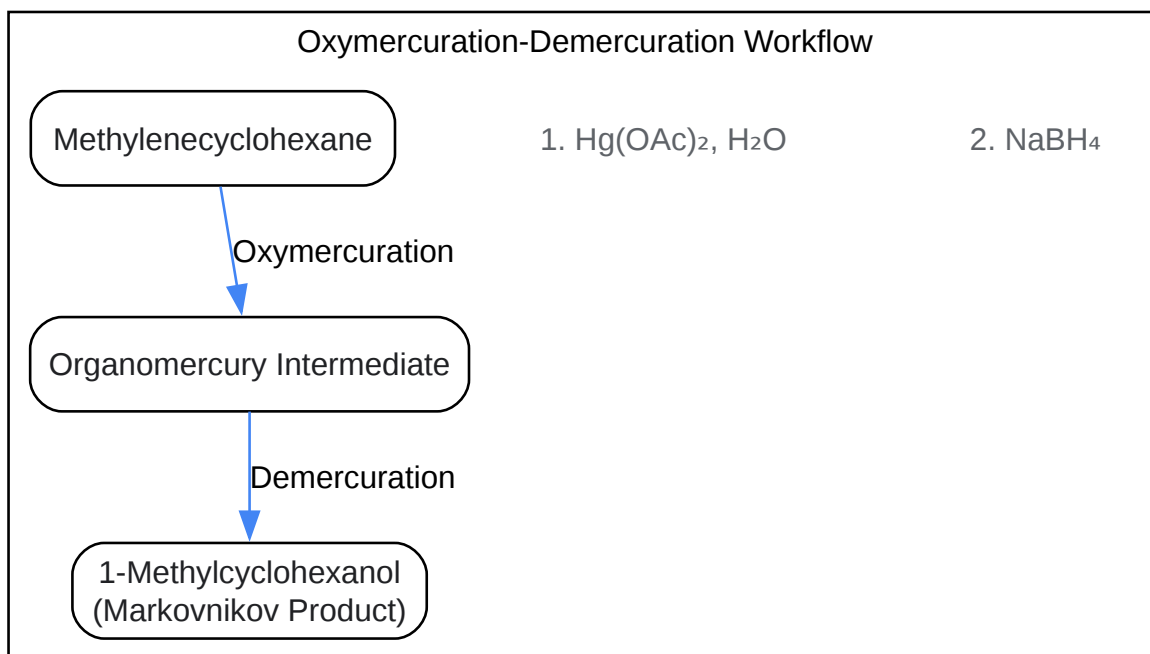 Oxymercuration-Demercuration Workflow
Methylenecyclohexane
1. Hg(OAc)₂, H₂O
2. NaBH₄
Oxymercuration
Organomercury Intermediate
Demercuration
1-Methylcyclohexanol
(Markovnikov Product)